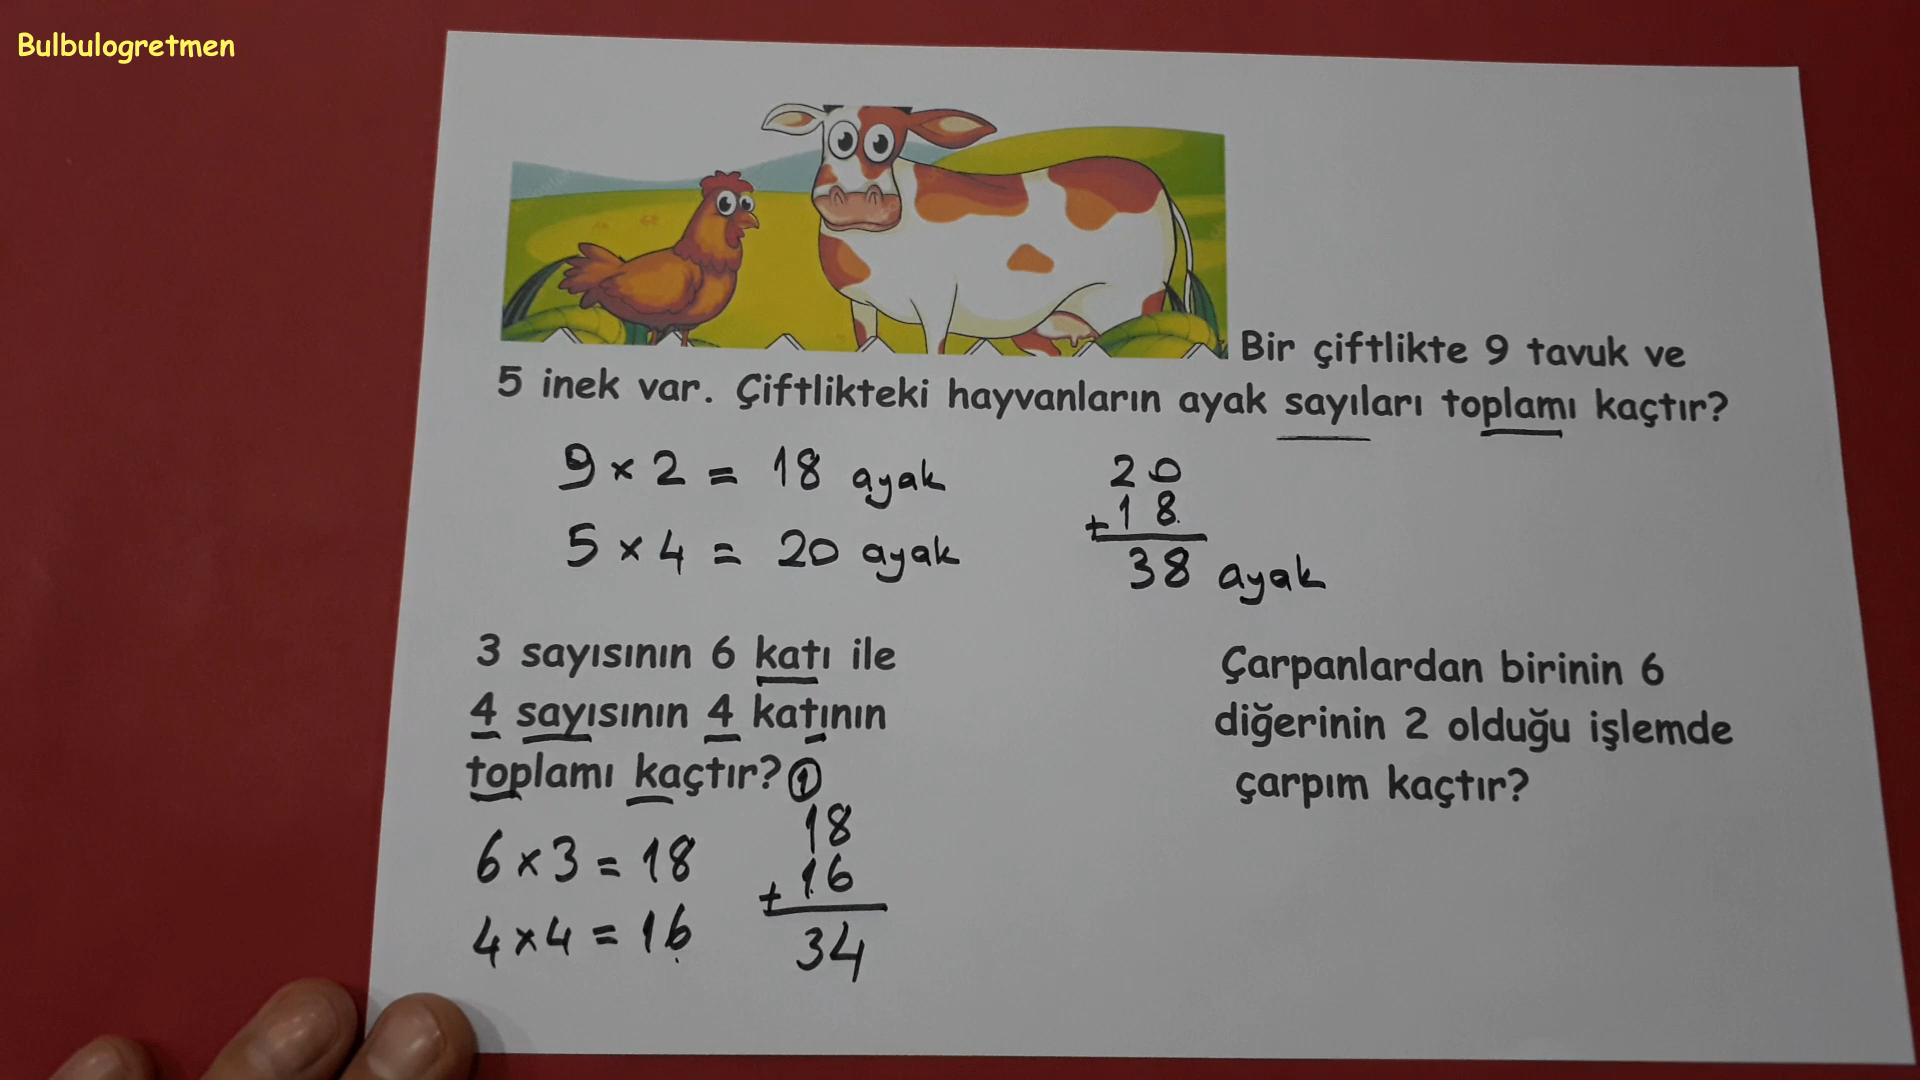 Bulbulogretmen
Bir çiftlikte 9 tavuk ve
5 inek var. Çiftlikteki hayvanların ayak sayıları toplamı kaçtır?
9 × 2 = 18 ayak
5 × 4 = 20 ayak
20
+ 18
38 ayak
3 sayısının 6 katı ile
4 sayısının 4 katının
toplamı kaçtır? 1
6 × 3 = 18
4 × 4 = 16
18
+ 16
34
Çarpanlardan birinin 6
diğerinin 2 olduğu işlemde
çarpım kaçtır?